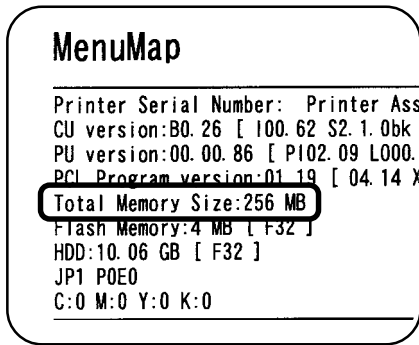 MenuMap
Printer Serial Number: Printer Ass
CU version:B0.26 [ I00.62 S2.1.0bk
PU version:00.00.86 [ PI02.09 L000.
PCL Program version:01.19 [ 04.14 X
Total Memory Size:256 MB
Flash Memory:4 MB [ F32 ]
HDD:10.06 GB [ F32 ]
JP1 P0E0
C:0 M:0 Y:0 K:0